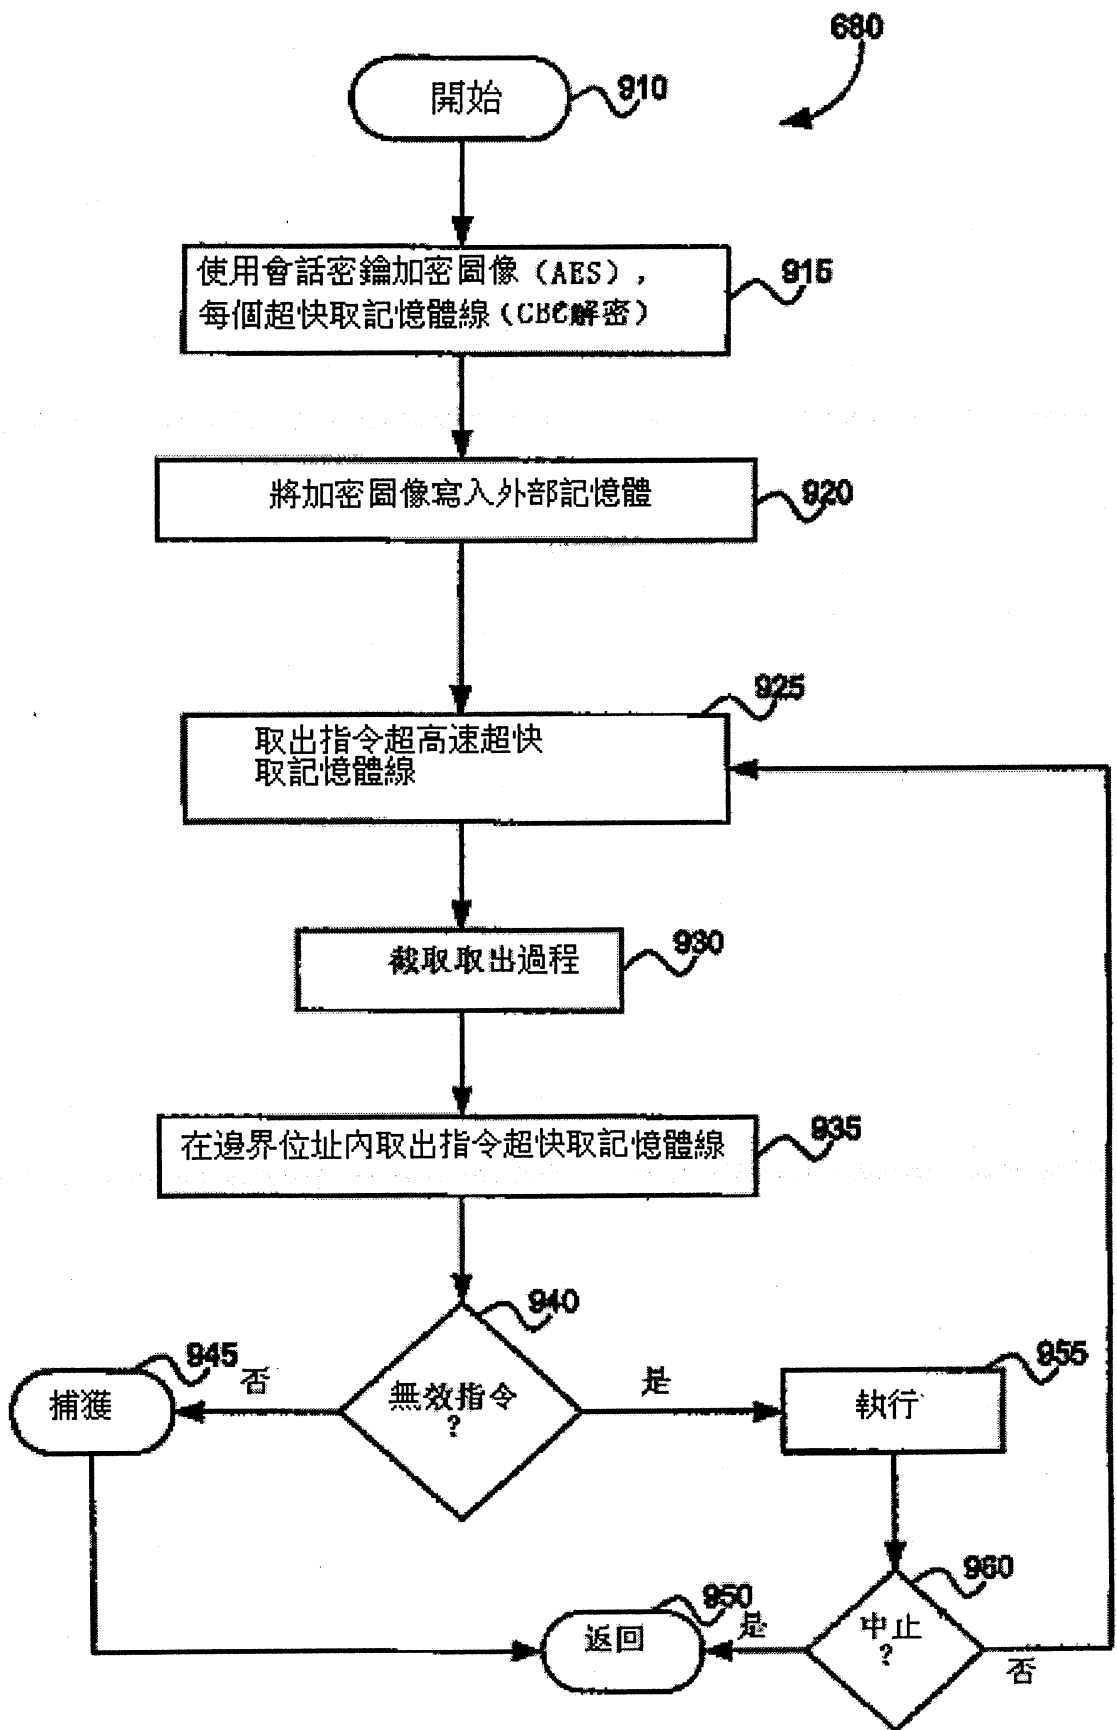 680
開始
910
使用會話密鑰加密圖像(AES),
每個超快取記憶體線(CBC解密)
915
將加密圖像寫入外部記憶體
920
925
取出指令超高速超快
取記憶體線
截取取出過程
930
在邊界位址內取出指令超快取記憶體線
935
940
無效指令
?
945
否
捕獲
是
955
執行
960
中止
?
950
返回
是
否